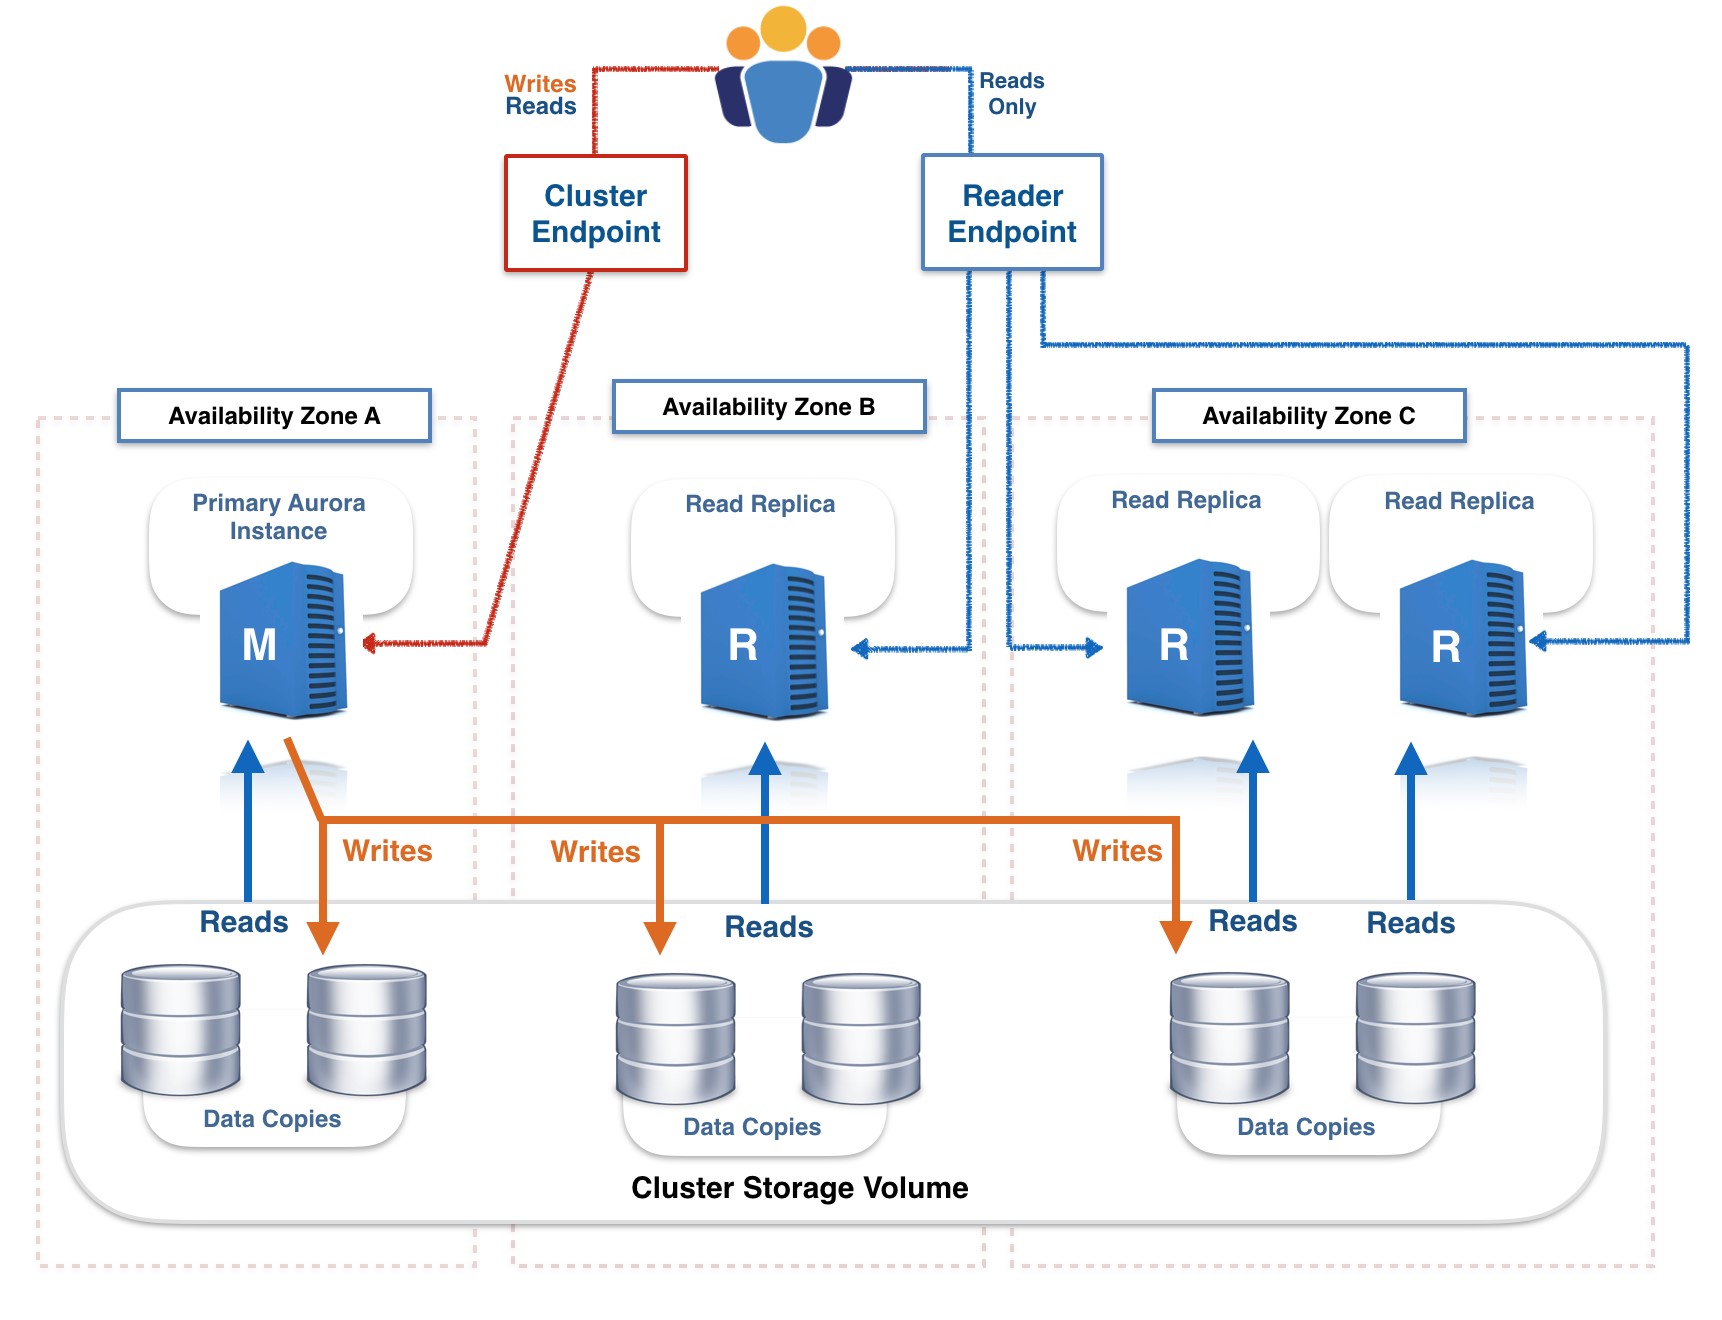 Writes
Reads
Reads
Only
Cluster
Endpoint
Reader
Endpoint
Availability Zone A
Availability Zone B
Availability Zone C
Primary Aurora
Instance
Read Replica
Read Replica
Read Replica
M
R
R
R
Writes
Writes
Writes
Reads
Reads
Reads
Reads
Data Copies
Data Copies
Data Copies
Cluster Storage Volume